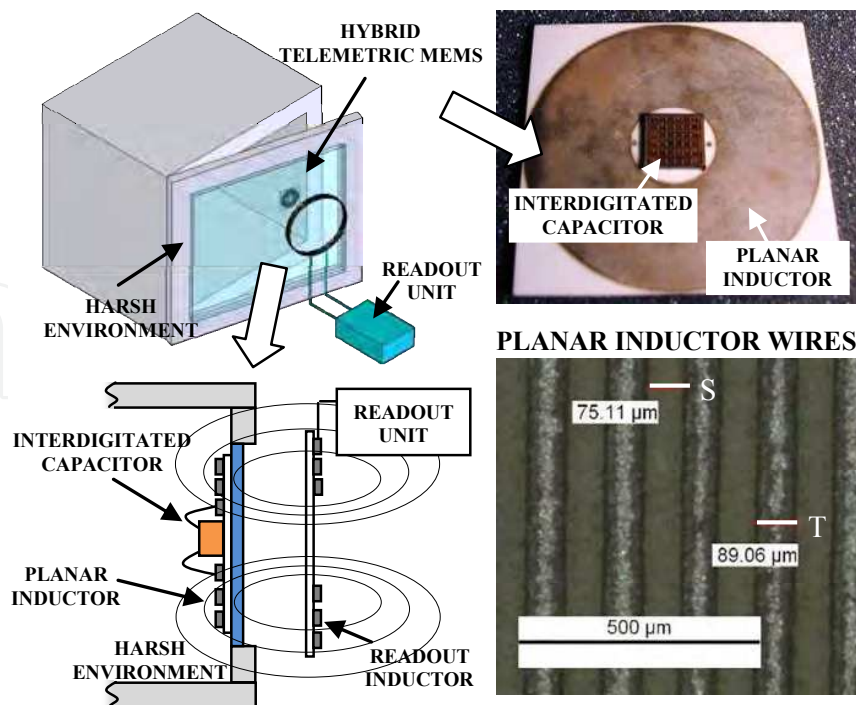 HYBRID
TELEMETRIC MEMS
HARSH
ENVIRONMENT
READOUT
UNIT
INTERDIGITATED
CAPACITOR
PLANAR
INDUCTOR
READOUT
UNIT
INTERDIGITATED
CAPACITOR
PLANAR
INDUCTOR
HARSH
ENVIRONMENT
READOUT
INDUCTOR
PLANAR INDUCTOR WIRES
S
75.11 µm
T
89.06 µm
500 µm